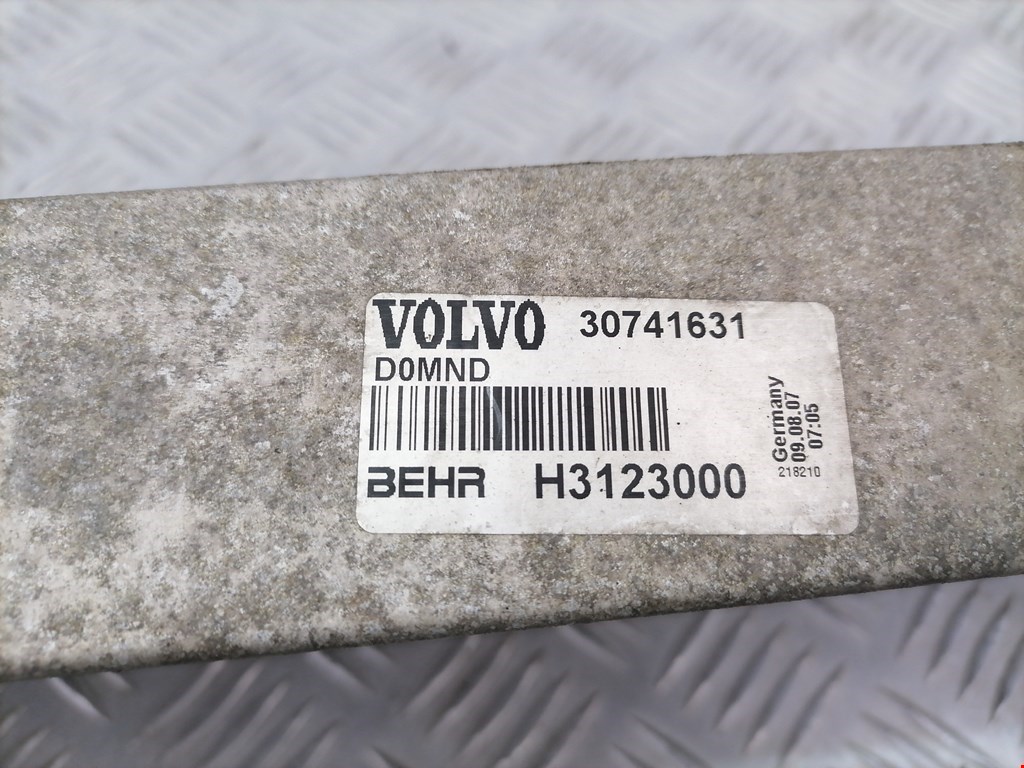 VOLVO 30741631
D0MND
BEHR H3123000
Germany
09.08.07
07:05
218210